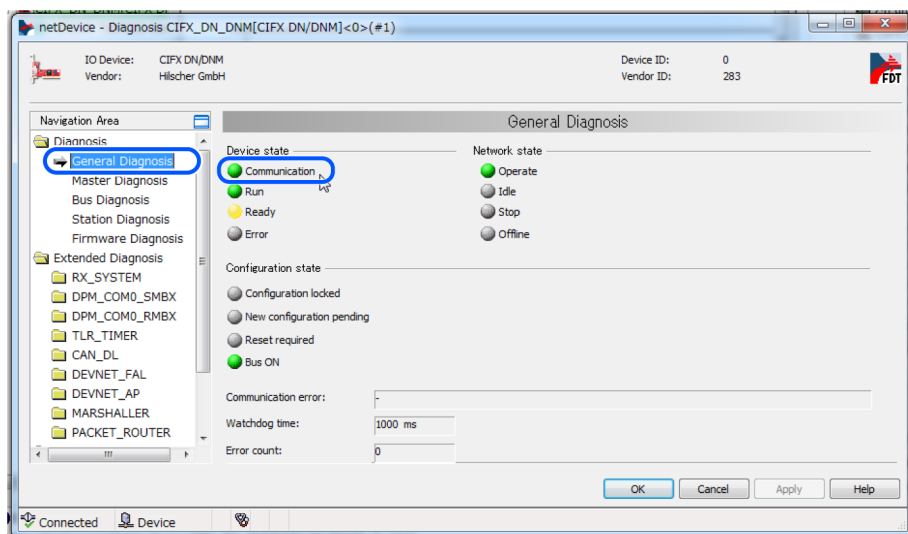 netDevice - Diagnosis CIFX_DN_DNM[CIFX DN/DNM]<0>(#1)
IO Device: CIFX DN/DNM Device ID: 0
Vendor: Hilscher GmbH Vendor ID: 283
FDT
Navigation Area
General Diagnosis
Diagnosis
General Diagnosis
Master Diagnosis
Bus Diagnosis
Station Diagnosis
Firmware Diagnosis
Extended Diagnosis
RX_SYSTEM
DPM_COM0_SMBX
DPM_COM0_RMBX
TLR_TIMER
CAN_DL
DEVNET_FAL
DEVNET_AP
MARSHALLER
PACKET_ROUTER
Device state
Communication
Run
Ready
Error
Network state
Operate
Idle
Stop
Offline
Configuration state
Configuration locked
New configuration pending
Reset required
Bus ON
Communication error: -
Watchdog time: 1000 ms
Error count: 0
OK Cancel Apply Help
Connected Device